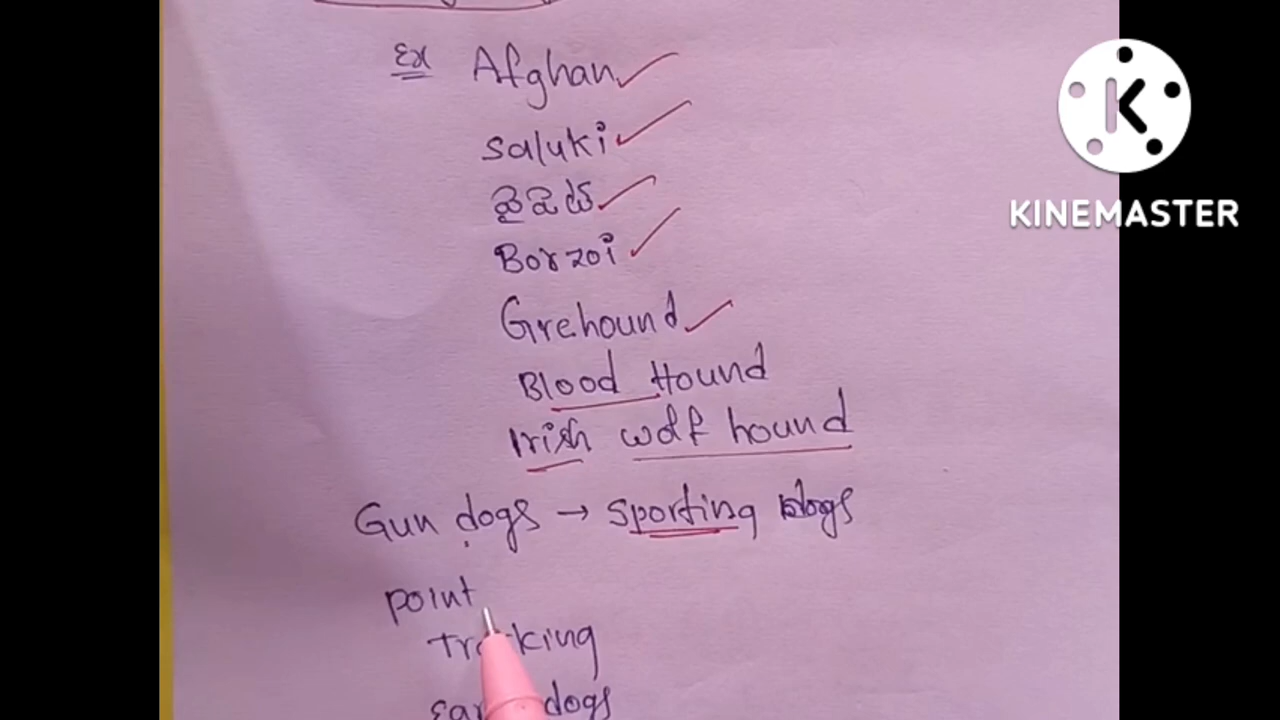 Ex Afghan
Saluki
Borzoi
Grehound
Blood Hound
Irish wolf hound
Gun dogs → Sporting dogs
point
dogs
KINEMASTER